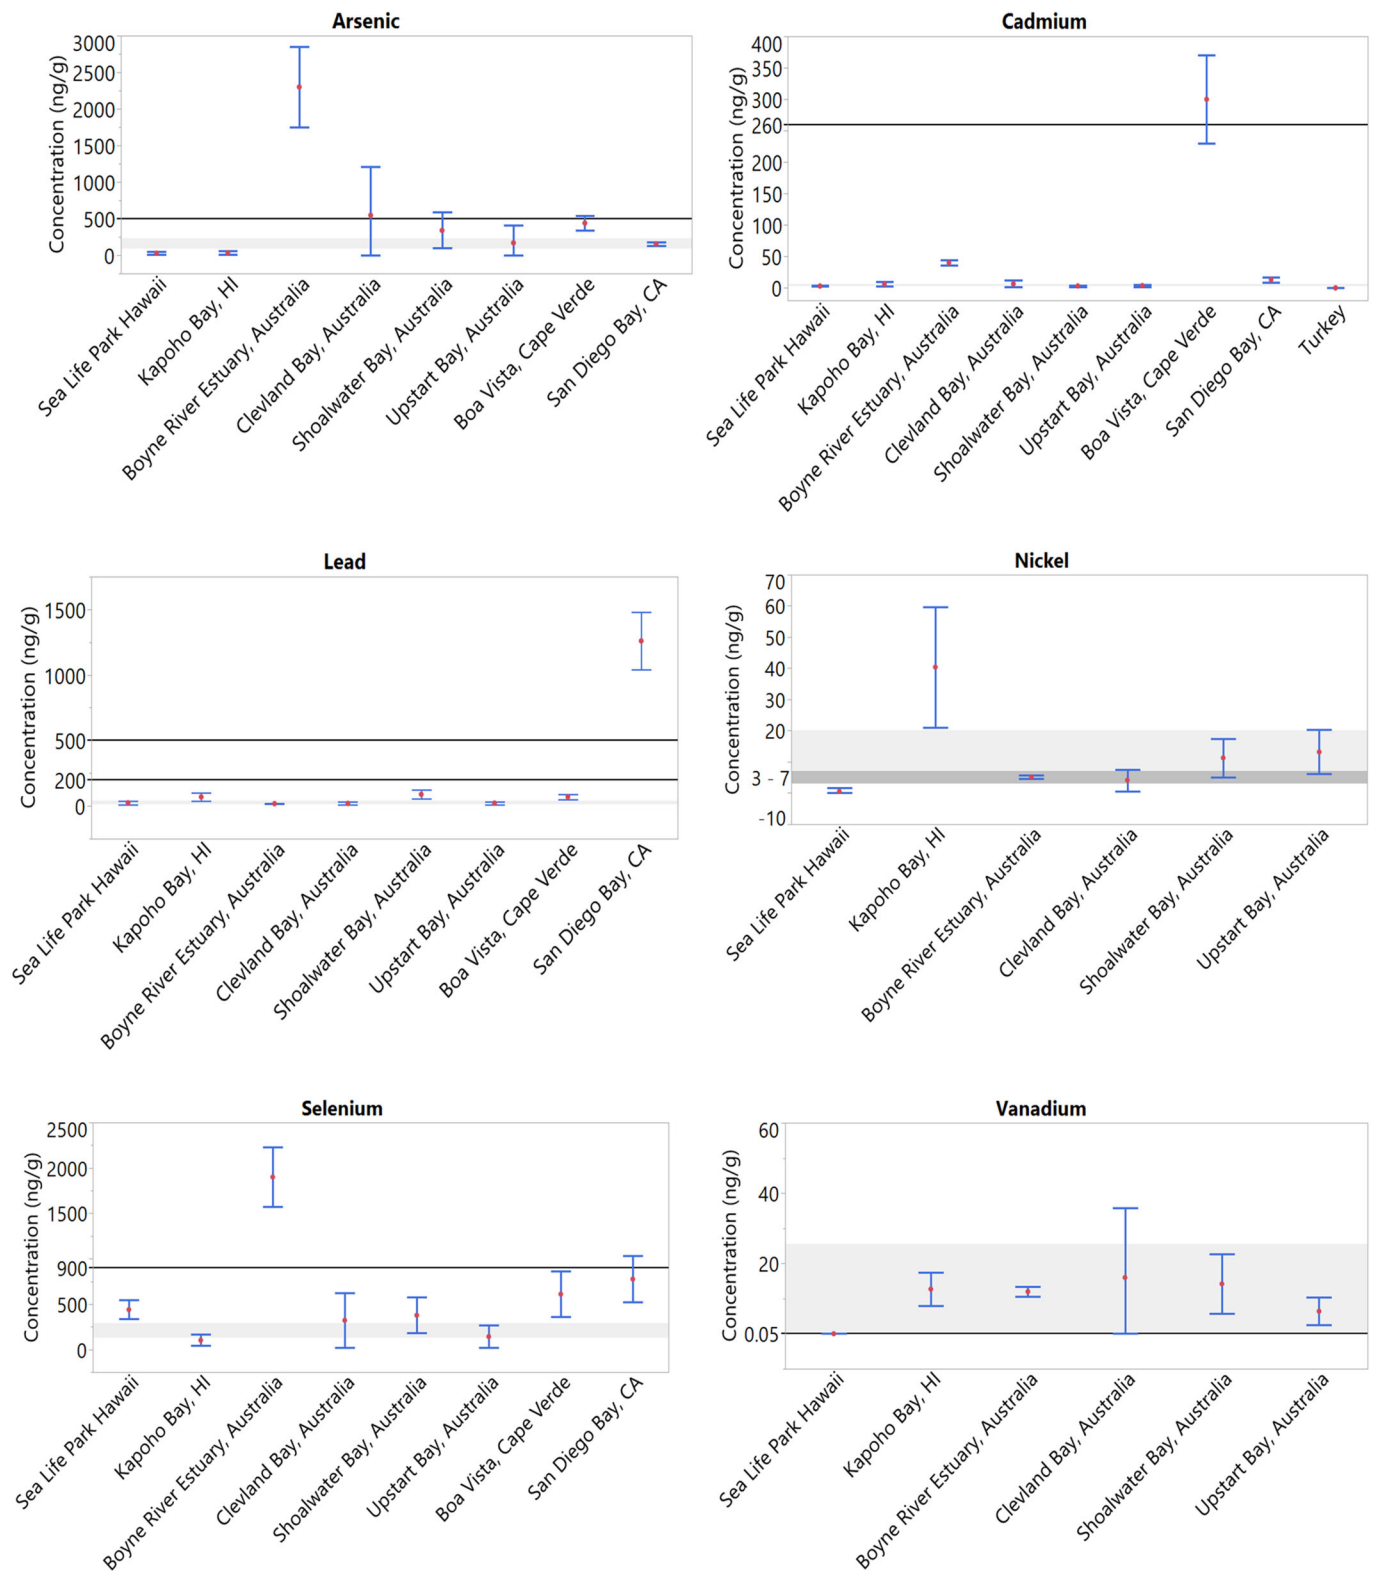 Arsenic
Concentration (ng/g)
3000
2500
2000
1500
1000
500
0
Sea Life Park Hawaii
Kapoho Bay, HI
Boyne River Estuary, Australia
Clevland Bay, Australia
Shoalwater Bay, Australia
Upstart Bay, Australia
Boa Vista, Cape Verde
San Diego Bay, CA
Cadmium
Concentration (ng/g)
400
350
300
260
200
150
100
50
0
Sea Life Park Hawaii
Kapoho Bay, HI
Boyne River Estuary, Australia
Clevland Bay, Australia
Shoalwater Bay, Australia
Upstart Bay, Australia
Boa Vista, Cape Verde
San Diego Bay, CA
Turkey
Lead
Concentration (ng/g)
1500
1000
500
200
0
Sea Life Park Hawaii
Kapoho Bay, HI
Boyne River Estuary, Australia
Clevland Bay, Australia
Shoalwater Bay, Australia
Upstart Bay, Australia
Boa Vista, Cape Verde
San Diego Bay, CA
Nickel
Concentration (ng/g)
70
60
50
40
30
20
3 - 7
-10
Sea Life Park Hawaii
Kapoho Bay, HI
Boyne River Estuary, Australia
Clevland Bay, Australia
Shoalwater Bay, Australia
Upstart Bay, Australia
Selenium
Concentration (ng/g)
2500
2000
1500
900
500
0
Sea Life Park Hawaii
Kapoho Bay, HI
Boyne River Estuary, Australia
Clevland Bay, Australia
Shoalwater Bay, Australia
Upstart Bay, Australia
Boa Vista, Cape Verde
San Diego Bay, CA
Vanadium
Concentration (ng/g)
60
40
20
0.05
Sea Life Park Hawaii
Kapoho Bay, HI
Boyne River Estuary, Australia
Clevland Bay, Australia
Shoalwater Bay, Australia
Upstart Bay, Australia